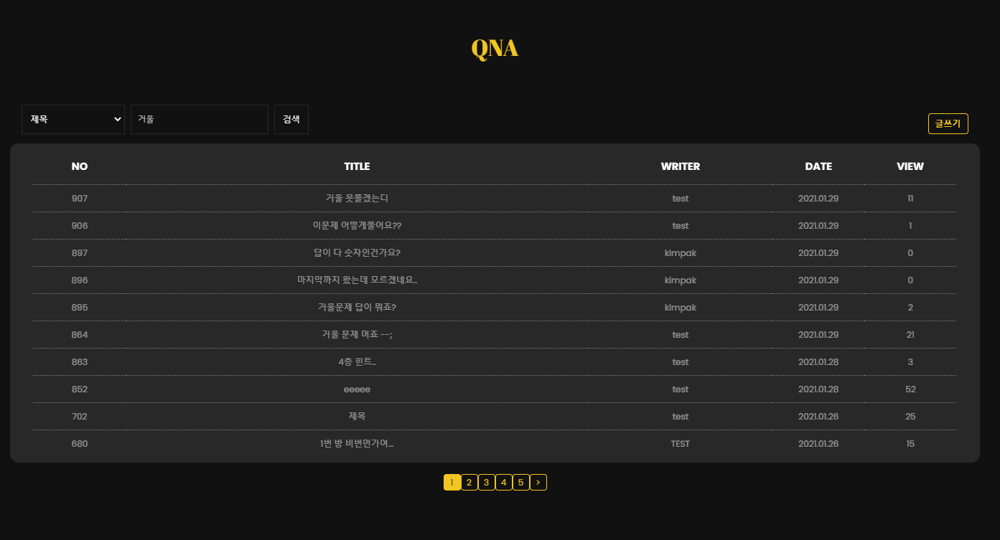 QNA
제목 거울 검색 글쓰기
NO TITLE WRITER DATE VIEW
907 거울 못풀겠는디 test 2021.01.29 11
906 이문제 어떻게풀어요?? test 2021.01.29 1
897 답이 다 숫자인건가요? kimpak 2021.01.29 0
896 마지막까지 왔는데 모르겠네요.. kimpak 2021.01.29 0
895 거울문제 답이 뭐죠? kimpak 2021.01.29 2
864 거울 문제 머죠 --; test 2021.01.29 21
863 4층 힌트.. test 2021.01.28 3
852 eeeee test 2021.01.28 52
702 제목 test 2021.01.26 25
680 1번 방 비번먼가여... TEST 2021.01.26 15
1 2 3 4 5 >